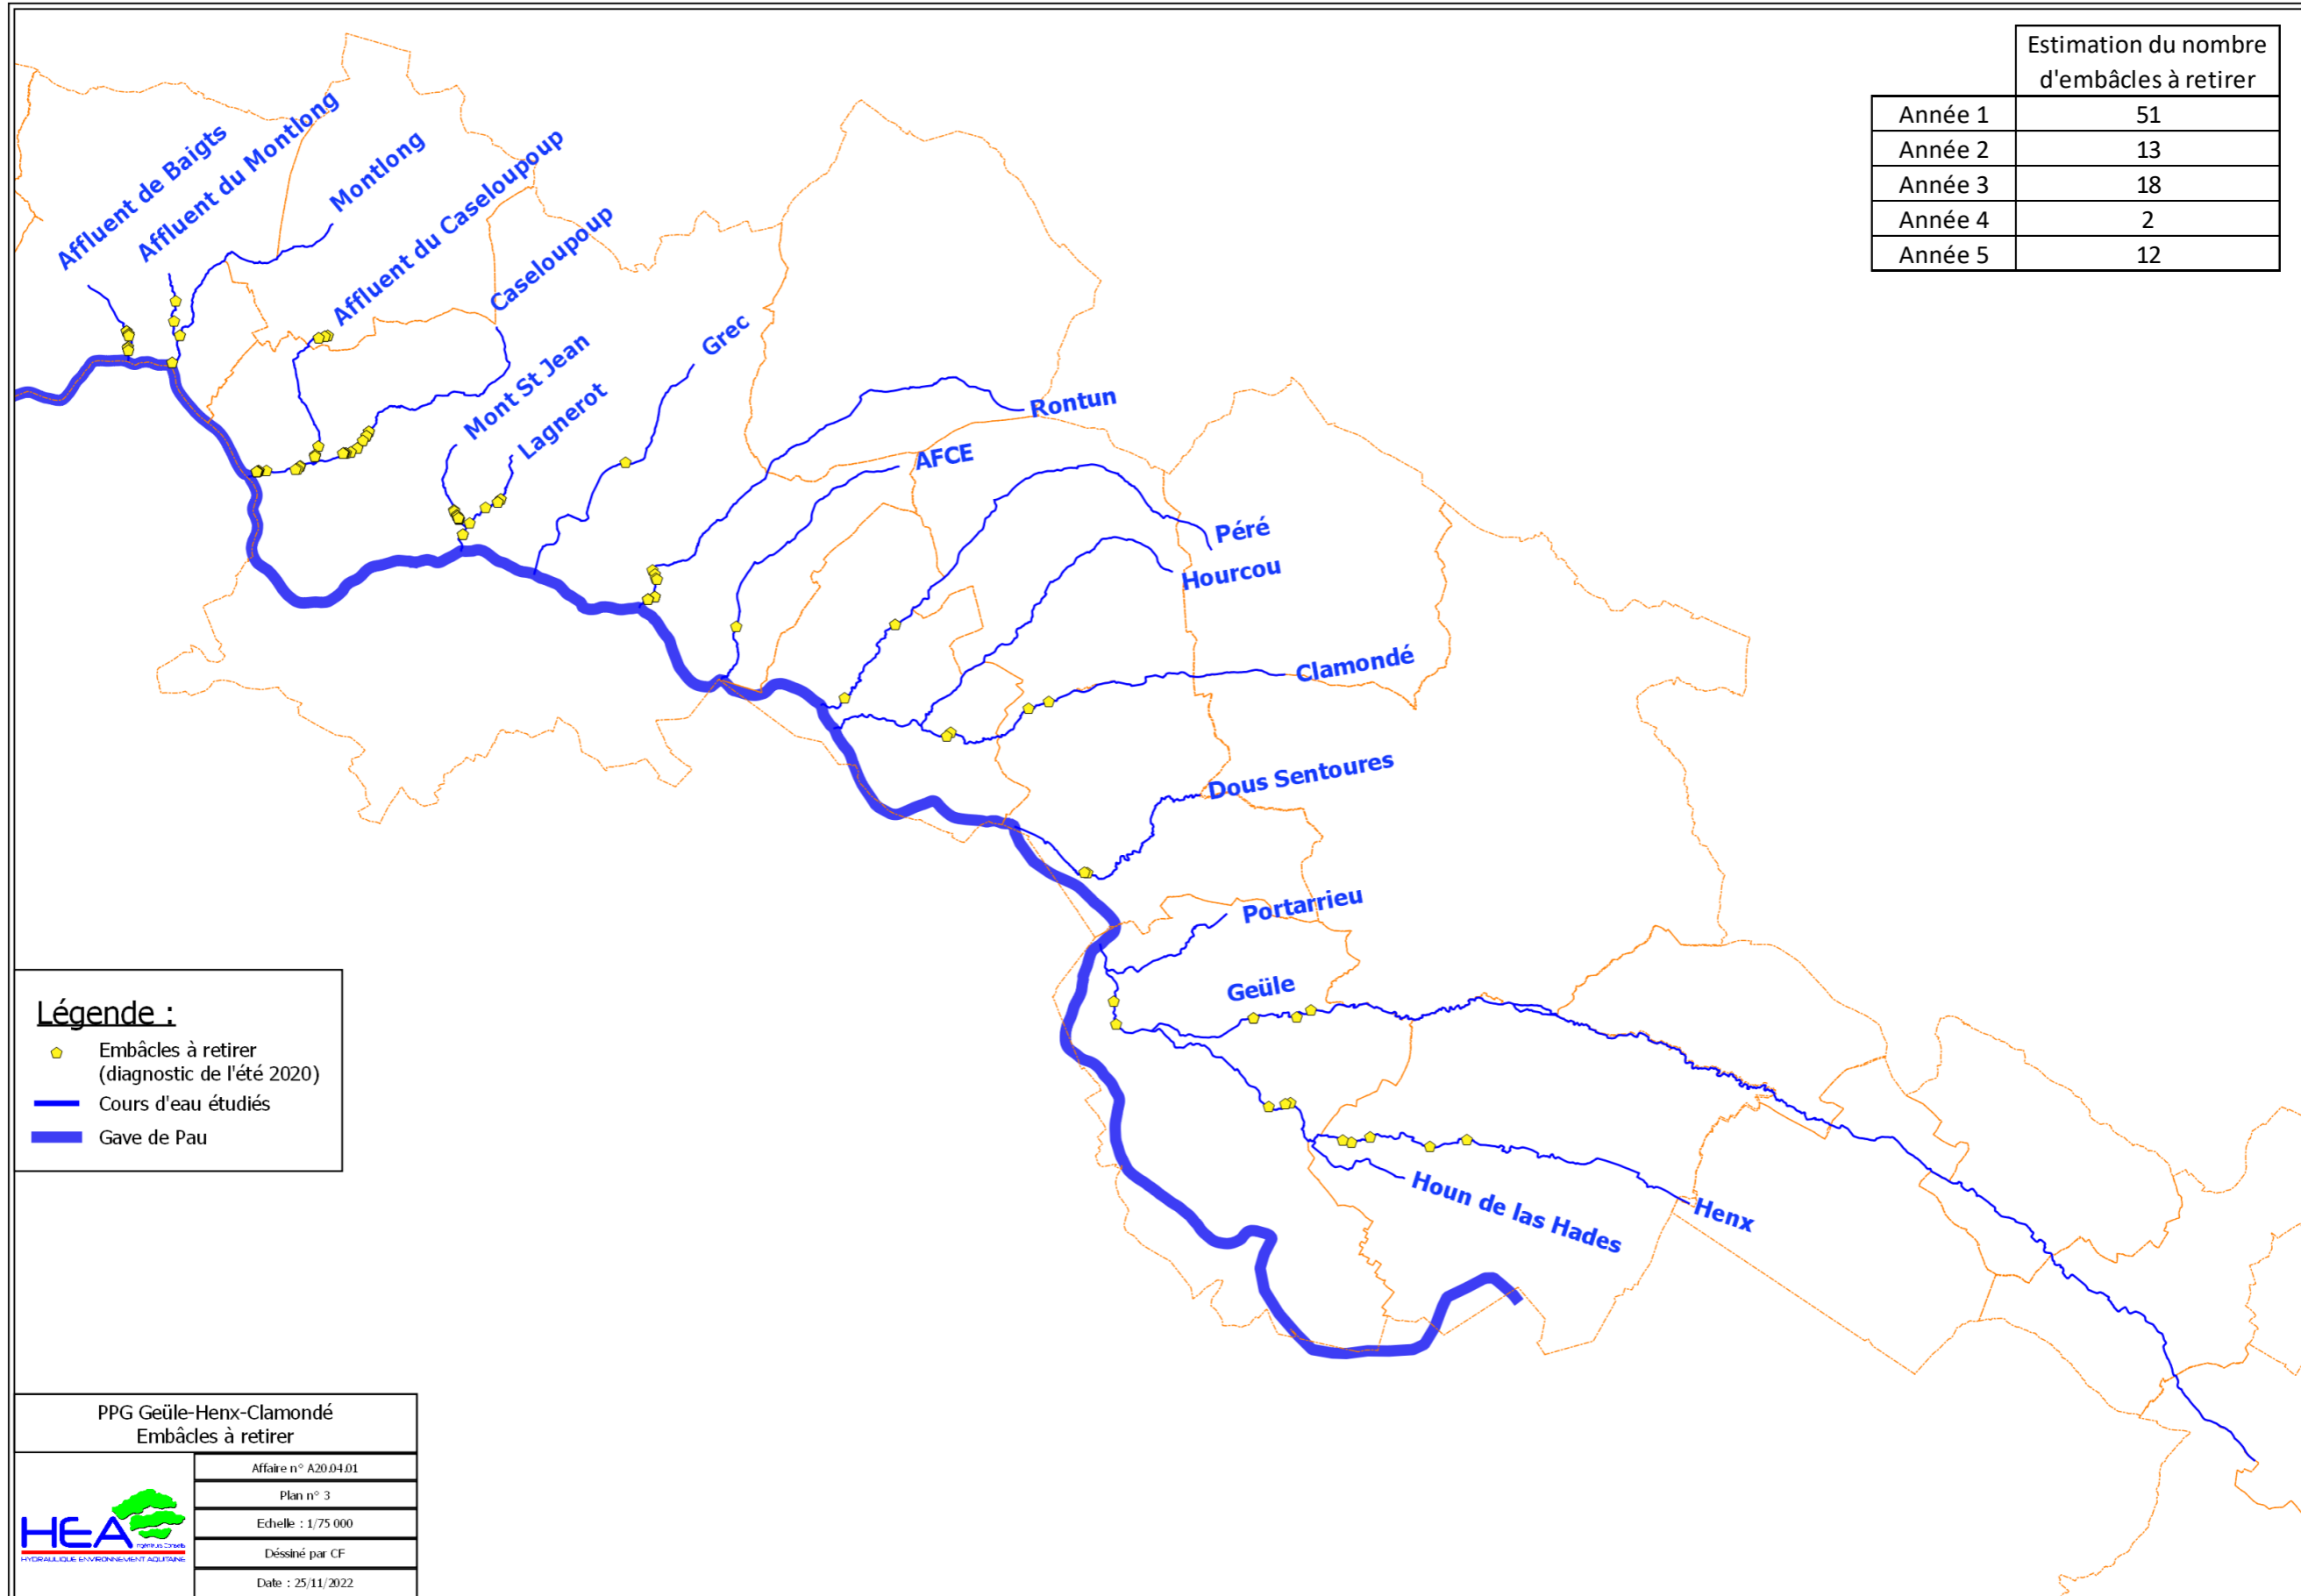 Estimation du nombre
d'embâcles à retirer
Année 1 51
Année 2 13
Année 3 18
Année 4 2
Année 5 12
Affluent de Baigts
Affluent du Montlong
Montlong
Affluent du Caseloupoup
Caseloupoup
Mont St Jean
Lagnerot
Grec
Rontun
AFCE
Péré
Hourcou
Clamondé
Dous Sentoures
Portarrieu
Geüle
Houn de las Hades
Henx
Légende :
Embâcles à retirer
(diagnostic de l'été 2020)
Cours d'eau étudiés
Gave de Pau
PPG Geüle-Henx-Clamondé
Embâcles à retirer
Affaire n° A20.04.01
Plan n° 3
Echelle : 1/75 000
Déssiné par CF
Date : 25/11/2022
HEA
Ingénieurs Conseils
HYDRAULIQUE ENVIRONNEMENT AQUITAINE